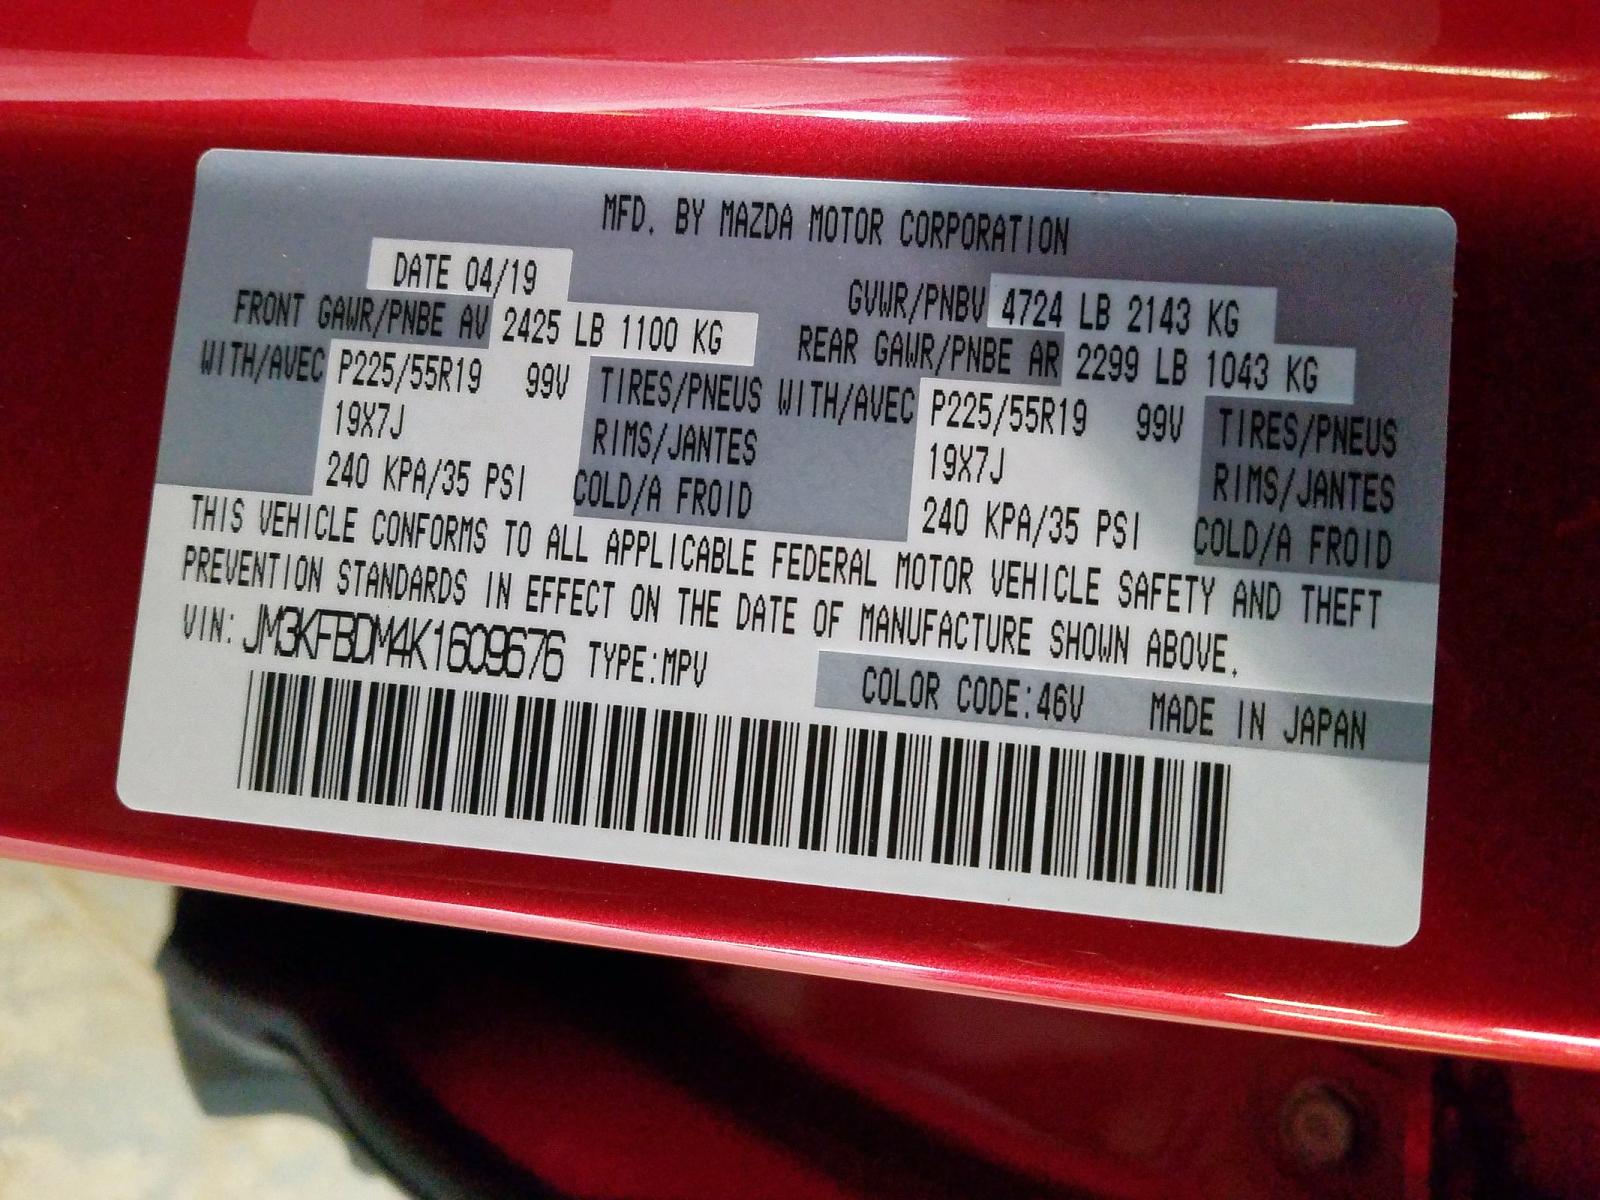 MFD. BY MAZDA MOTOR CORPORATION
DATE 04/19
GVWR/PNBV 4724 LB 2143 KG
FRONT GAWR/PNBE AV 2425 LB 1100 KG
REAR GAWR/PNBE AR 2299 LB 1043 KG
WITH/AVEC P225/55R19 99V TIRES/PNEUS
19X7J RIMS/JANTES
240 KPA/35 PSI COLD/A FROID
WITH/AVEC P225/55R19 99V TIRES/PNEUS
19X7J RIMS/JANTES
240 KPA/35 PSI COLD/A FROID
THIS VEHICLE CONFORMS TO ALL APPLICABLE FEDERAL MOTOR VEHICLE SAFETY AND THEFT
PREVENTION STANDARDS IN EFFECT ON THE DATE OF MANUFACTURE SHOWN ABOVE.
VIN: JM3KFBDM4K1609676 TYPE:MPV
COLOR CODE:46V MADE IN JAPAN